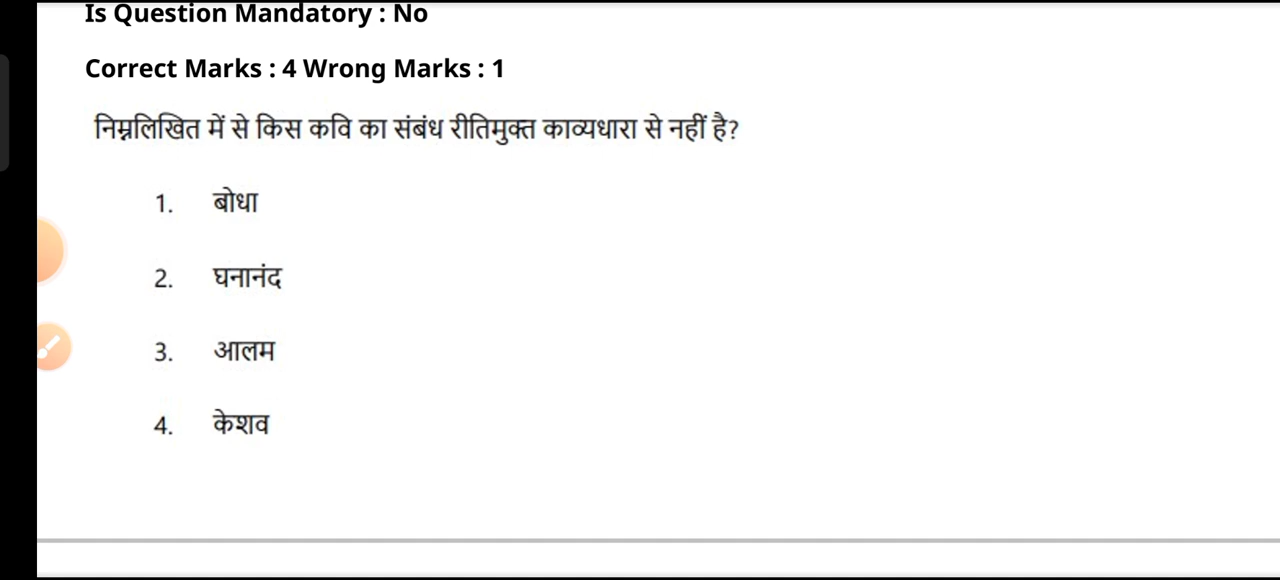 Is Question Mandatory : No
Correct Marks : 4 Wrong Marks : 1
निम्नलिखित में से किस कवि का संबंध रीतिमुक्त काव्यधारा से नहीं है?
1. बोधा
2. घनानंद
3. आलम
4. केशव